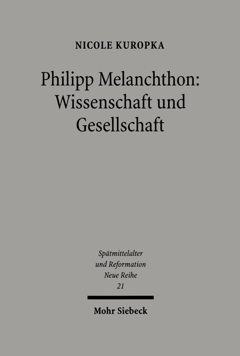 NICOLE KUROPKA
Philipp Melanchthon:
Wissenschaft und
Gesellschaft
Spätmittelalter
und Reformation
Neue Reihe
21
Mohr Siebeck